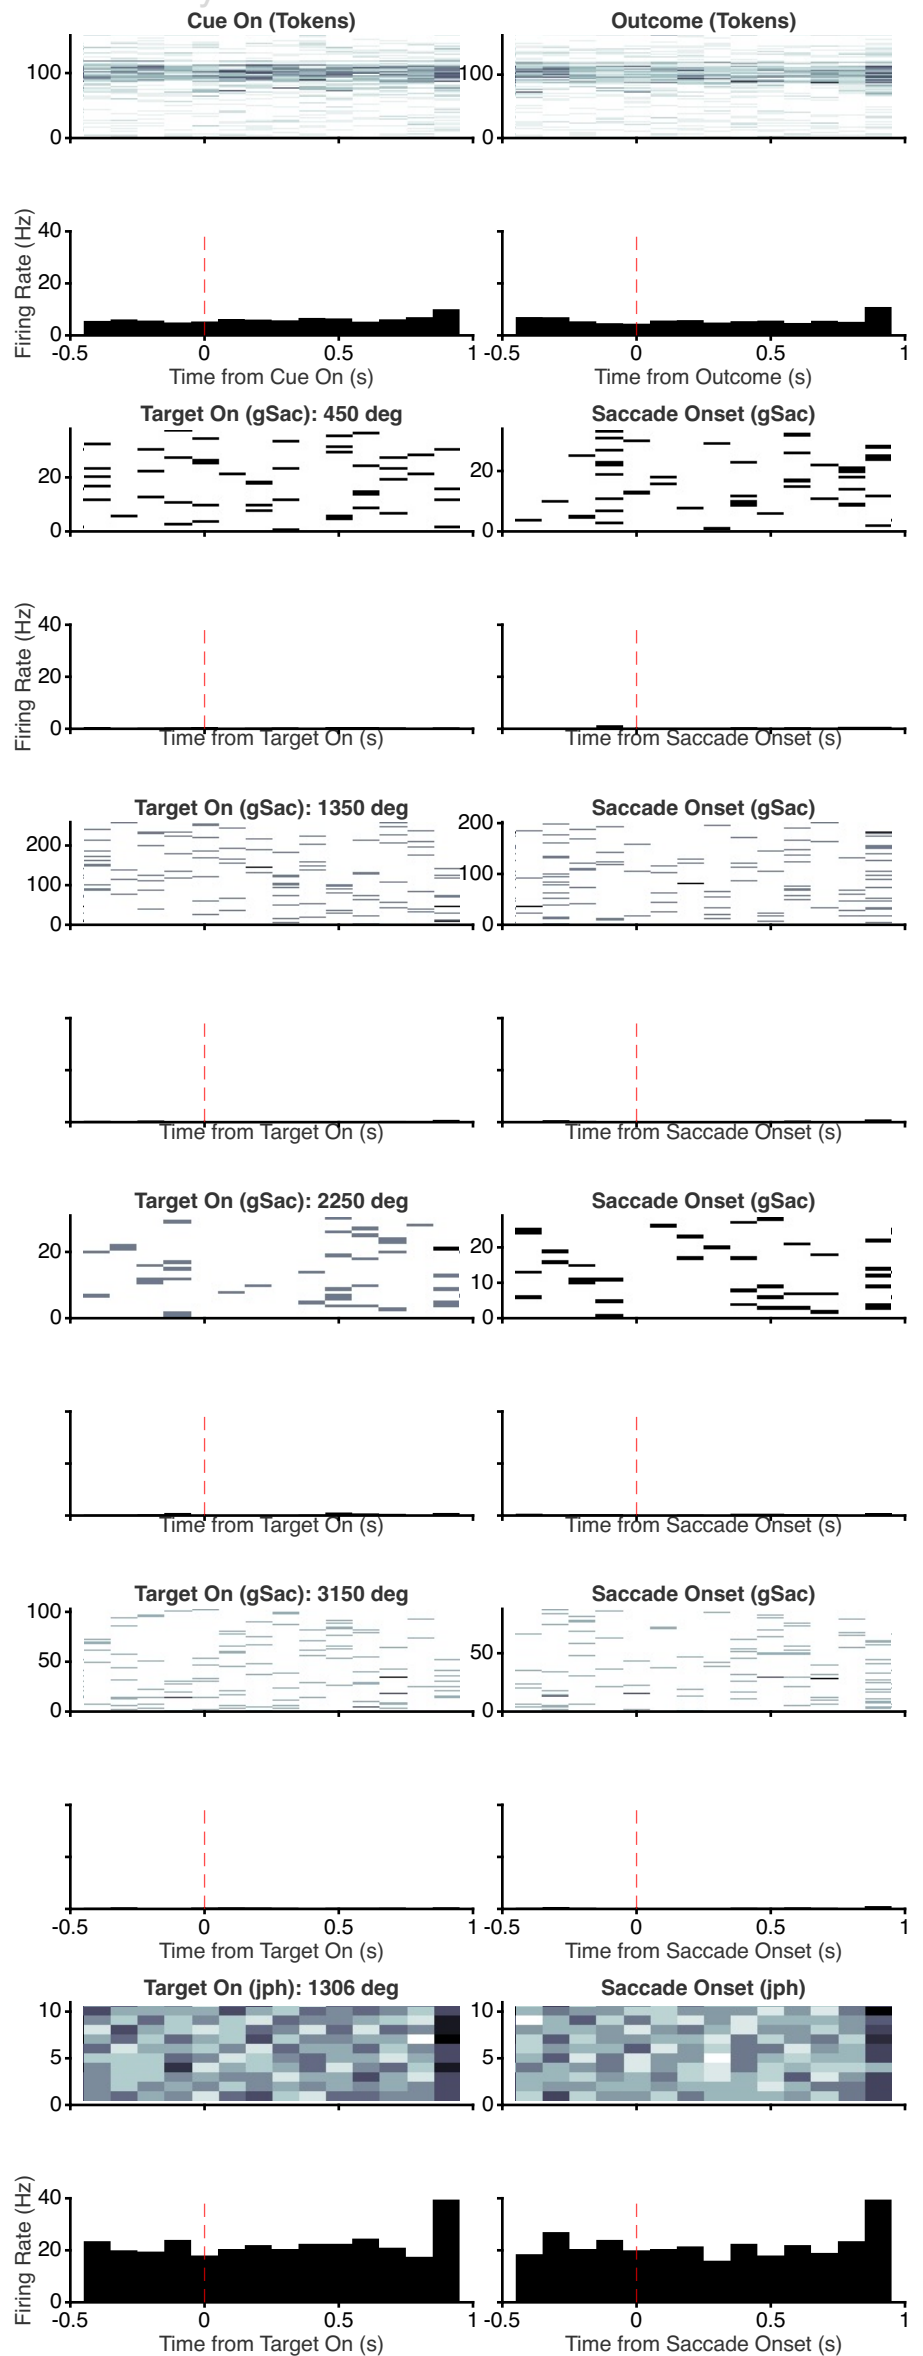 Cue On (Tokens)
Outcome (Tokens)
100
0
100
0
Firing Rate (Hz)
40
20
0
-0.5 0 0.5 1
-0.5 0 0.5 1
Time from Cue On (s)
Time from Outcome (s)
Target On (gSac): 450 deg
Saccade Onset (gSac)
20
0
20
0
Firing Rate (Hz)
40
20
0
Time from Target On (s)
Time from Saccade Onset (s)
Target On (gSac): 1350 deg
Saccade Onset (gSac)
200
100
0
200
100
0
Time from Target On (s)
Time from Saccade Onset (s)
Target On (gSac): 2250 deg
Saccade Onset (gSac)
20
0
20
10
0
Time from Target On (s)
Time from Saccade Onset (s)
Target On (gSac): 3150 deg
Saccade Onset (gSac)
100
50
0
50
0
-0.5 0 0.5 1
-0.5 0 0.5 1
Time from Target On (s)
Time from Saccade Onset (s)
Target On (jph): 1306 deg
Saccade Onset (jph)
10
5
0
10
5
0
Firing Rate (Hz)
40
20
0
-0.5 0 0.5 1
-0.5 0 0.5 1
Time from Target On (s)
Time from Saccade Onset (s)